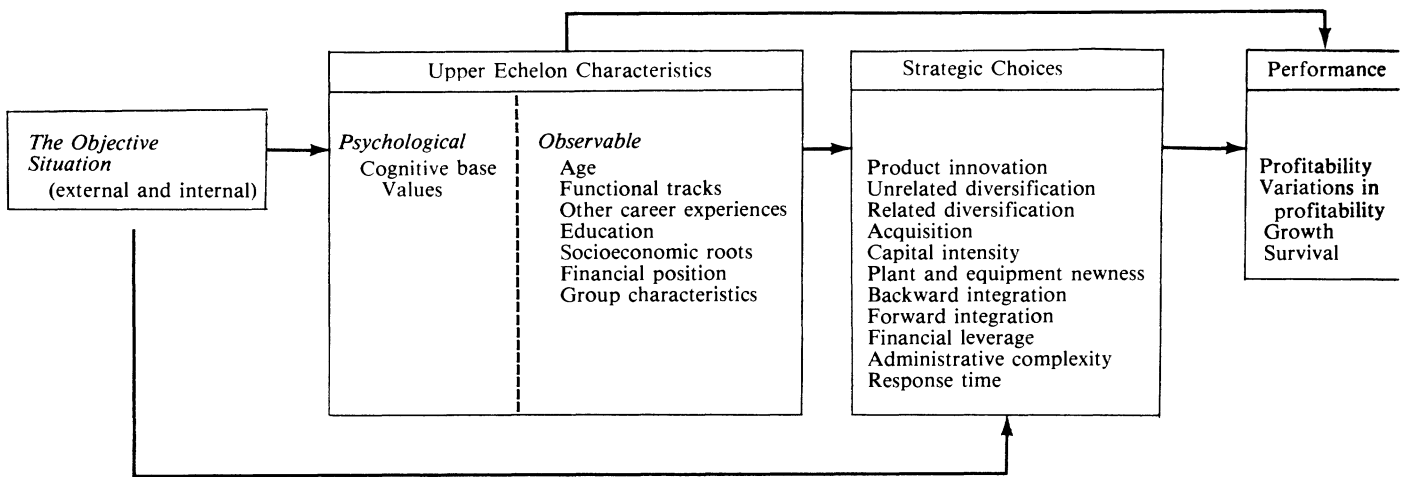 The Objective
Situation
(external and internal)
Upper Echelon Characteristics
Psychological
Cognitive base
Values
Observable
Age
Functional tracks
Other career experiences
Education
Socioeconomic roots
Financial position
Group characteristics
Strategic Choices
Product innovation
Unrelated diversification
Related diversification
Acquisition
Capital intensity
Plant and equipment newness
Backward integration
Forward integration
Financial leverage
Administrative complexity
Response time
Performance
Profitability
Variations in
profitability
Growth
Survival